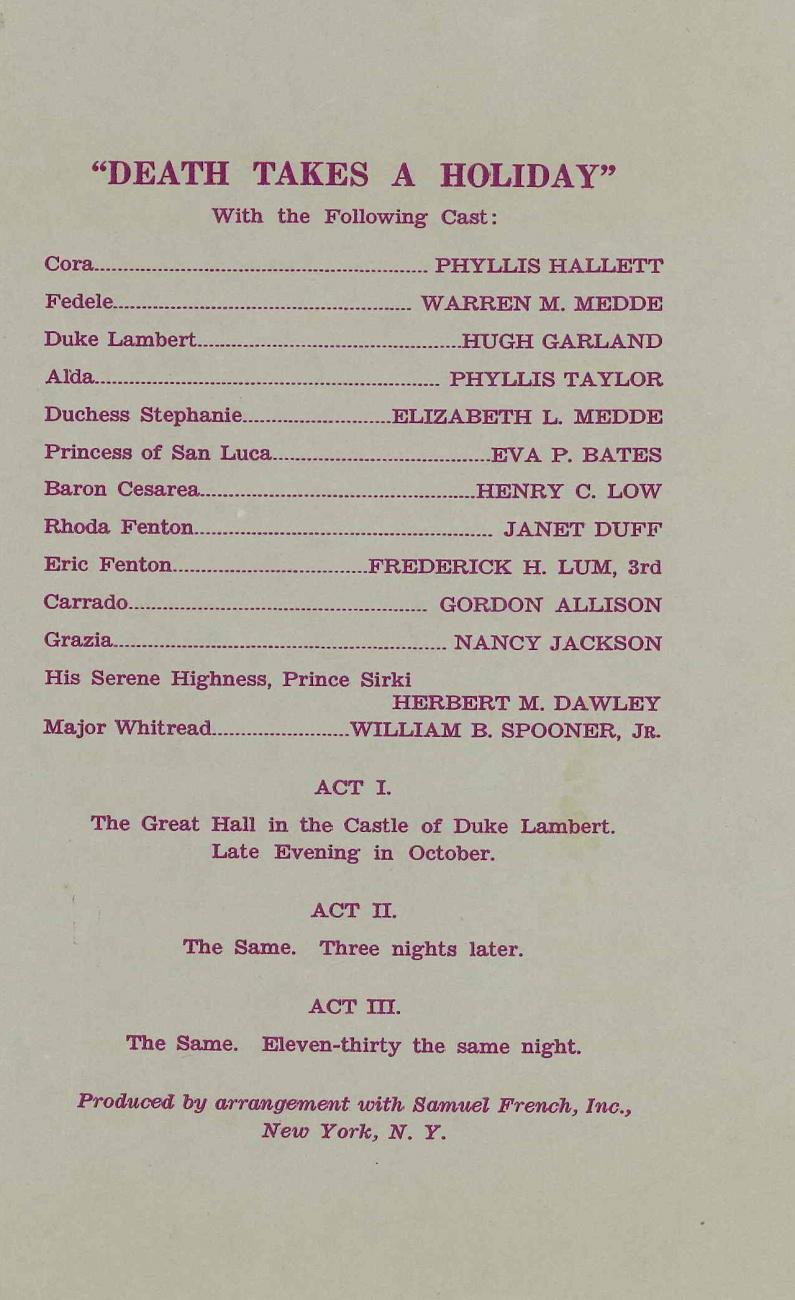 "DEATH TAKES A HOLIDAY"
With the Following Cast:
Cora........................................ PHYLLIS HALLETT
Fedele........................................ WARREN M. MEDDE
Duke Lambert........................................HUGH GARLAND
Alda........................................ PHYLLIS TAYLOR
Duchess Stephanie..........................ELIZABETH L. MEDDE
Princess of San Luca......................................EVA P. BATES
Baron Cesarea........................................HENRY C. LOW
Rhoda Fenton........................................ JANET DUFF
Eric Fenton..................................FREDERICK H. LUM, 3rd
Carrado........................................ GORDON ALLISON
Grazia........................................ NANCY JACKSON
His Serene Highness, Prince Sirki
HERBERT M. DAWLEY
Major Whitread........................WILLIAM B. SPOONER, JR.
ACT I.
The Great Hall in the Castle of Duke Lambert.
Late Evening in October.
ACT II.
The Same. Three nights later.
ACT III.
The Same. Eleven-thirty the same night.
Produced by arrangement with Samuel French, Inc.,
New York, N. Y.